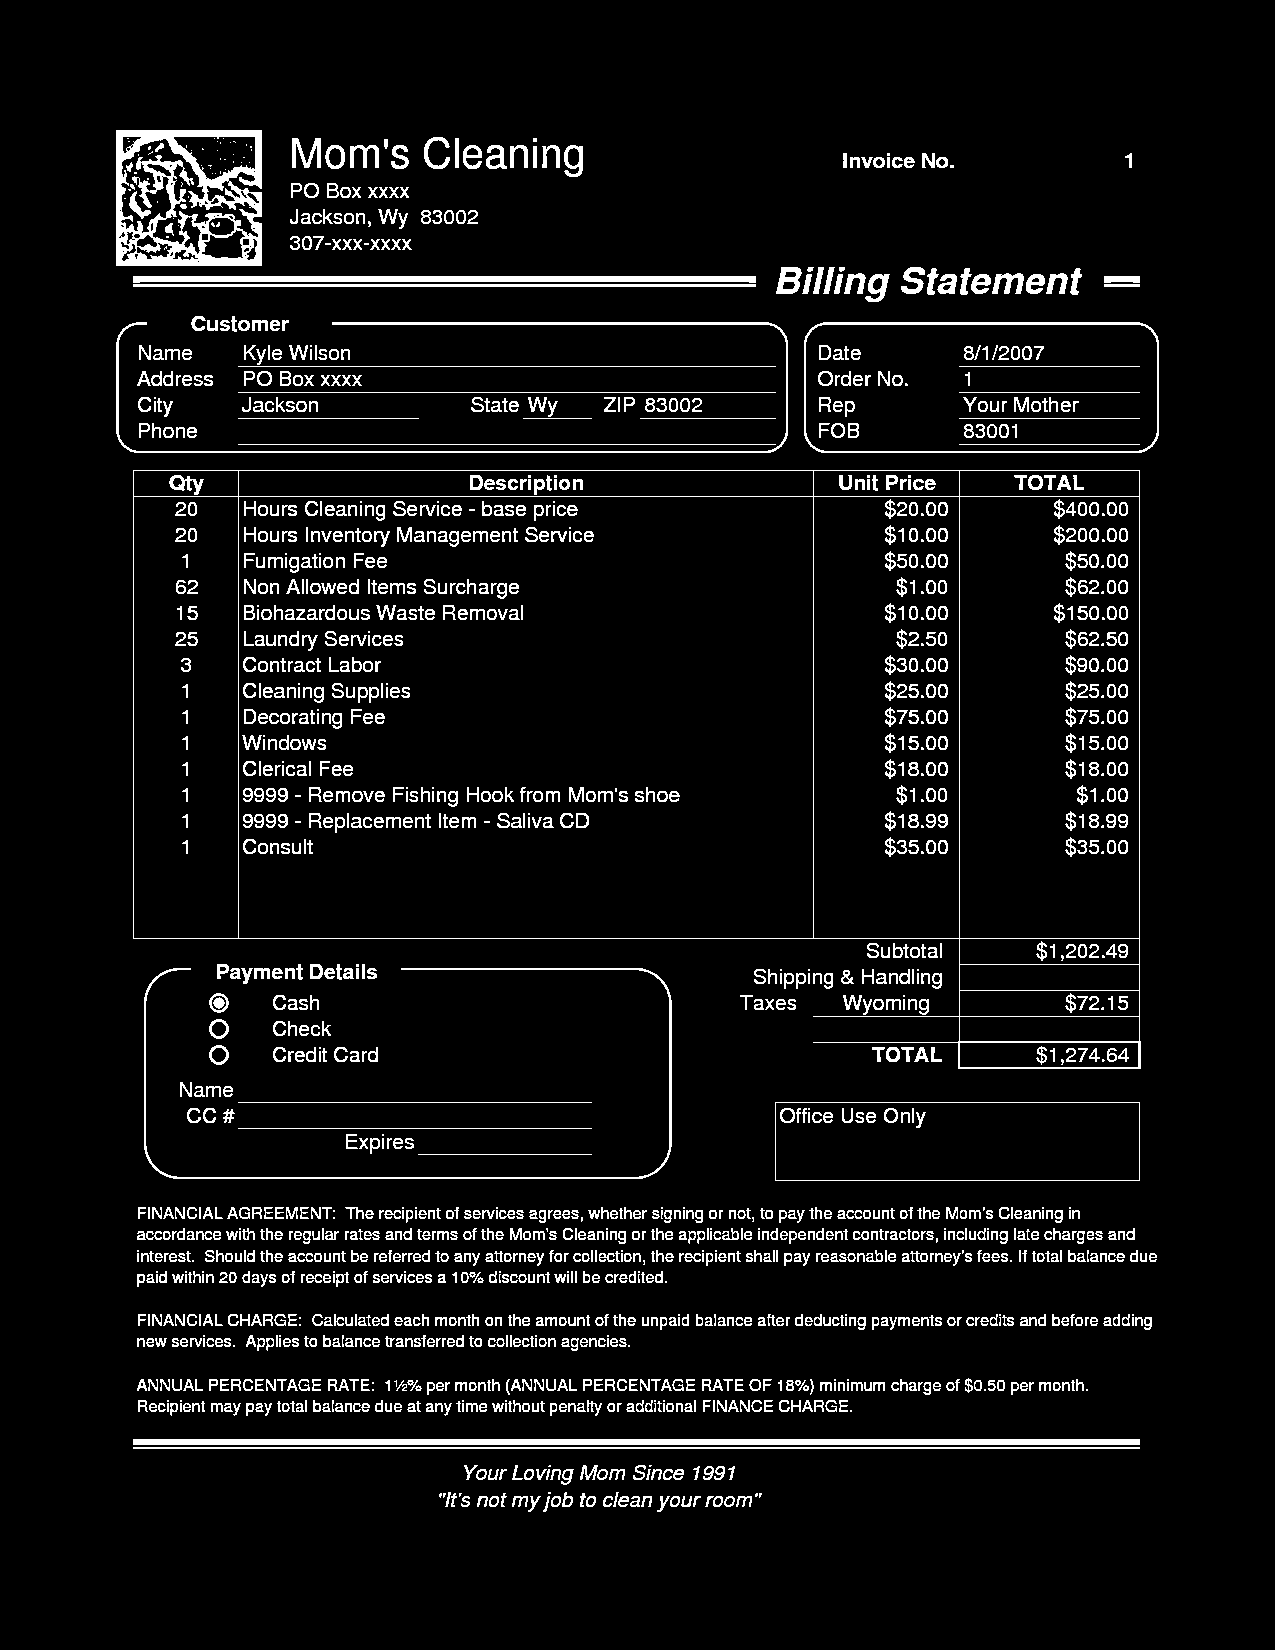 Mom's Cleaning
Invoice No. 1
PO Box xxxx
Jackson, Wy 83002
307-xxx-xxxx
Billing Statement
Customer
Name Kyle Wilson
Address PO Box xxxx
City Jackson State Wy ZIP 83002
Phone
Date 8/1/2007
Order No. 1
Rep Your Mother
FOB 83001
Qty Description Unit Price TOTAL
20 Hours Cleaning Service - base price $20.00 $400.00
20 Hours Inventory Management Service $10.00 $200.00
1 Fumigation Fee $50.00 $50.00
62 Non Allowed Items Surcharge $1.00 $62.00
15 Biohazardous Waste Removal $10.00 $150.00
25 Laundry Services $2.50 $62.50
3 Contract Labor $30.00 $90.00
1 Cleaning Supplies $25.00 $25.00
1 Decorating Fee $75.00 $75.00
1 Windows $15.00 $15.00
1 Clerical Fee $18.00 $18.00
1 9999 - Remove Fishing Hook from Mom's shoe $1.00 $1.00
1 9999 - Replacement Item - Saliva CD $18.99 $18.99
1 Consult $35.00 $35.00
Subtotal $1,202.49
Shipping & Handling
Taxes Wyoming $72.15
TOTAL $1,274.64
Payment Details
Cash
Check
Credit Card
Name
CC #
Expires
Office Use Only
FINANCIAL AGREEMENT: The recipient of services agrees, whether signing or not, to pay the account of the Mom's Cleaning in
accordance with the regular rates and terms of the Mom's Cleaning or the applicable independent contractors, including late charges and
interest. Should the account be referred to any attorney for collection, the recipient shall pay reasonable attorney's fees. If total balance due
paid within 20 days of receipt of services a 10% discount will be credited.
FINANCIAL CHARGE: Calculated each month on the amount of the unpaid balance after deducting payments or credits and before adding
new services. Applies to balance transferred to collection agencies.
ANNUAL PERCENTAGE RATE: 1½% per month (ANNUAL PERCENTAGE RATE OF 18%) minimum charge of $0.50 per month.
Recipient may pay total balance due at any time without penalty or additional FINANCE CHARGE.
Your Loving Mom Since 1991
"It's not my job to clean your room"